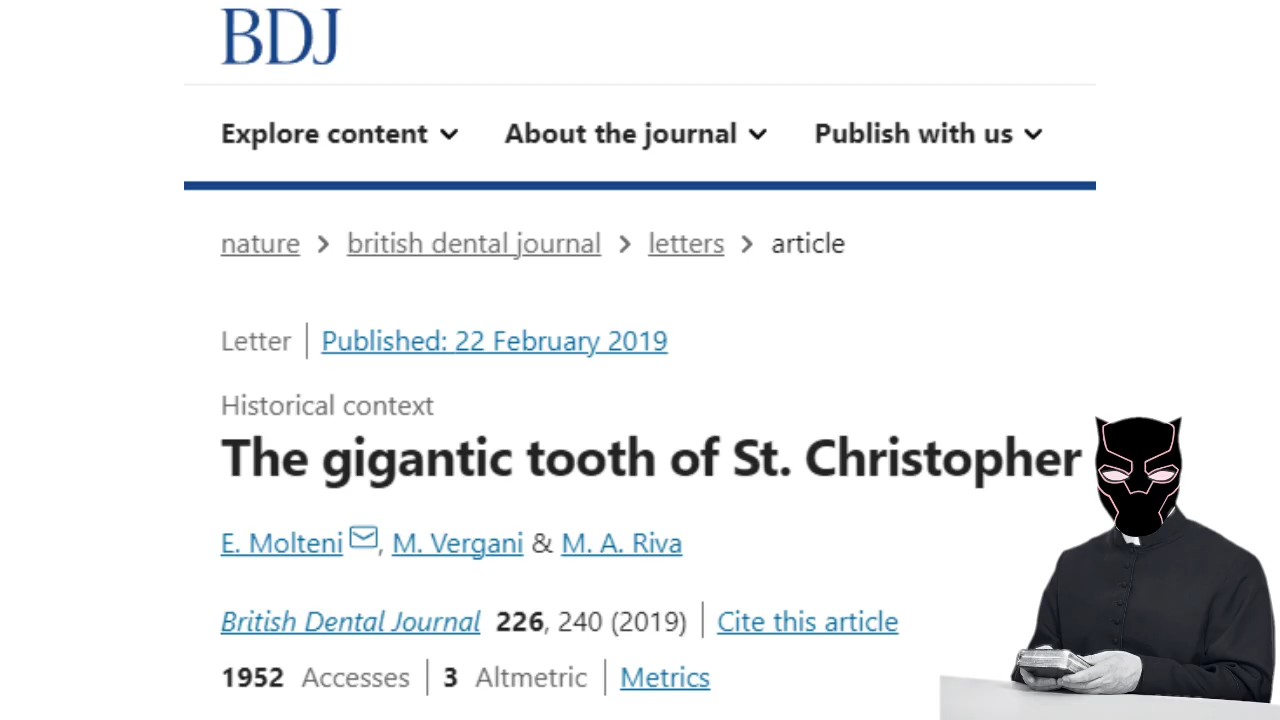 BDJ
Explore content About the journal Publish with us
nature > british dental journal > letters > article
Letter | Published: 22 February 2019
Historical context
The gigantic tooth of St. Christopher
E. Molteni, M. Vergani & M. A. Riva
British Dental Journal 226, 240 (2019) | Cite this article
1952 Accesses | 3 Altmetric | Metrics